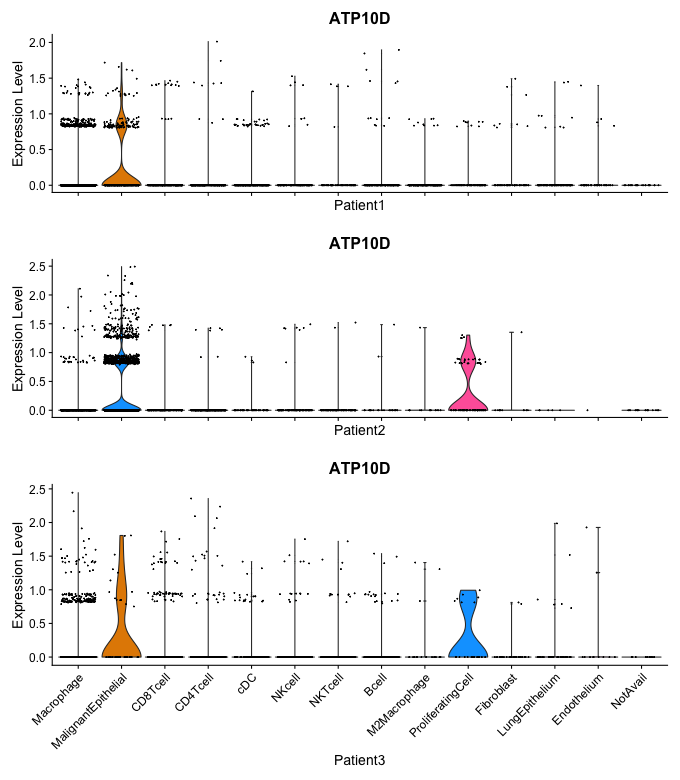 ATP10D
Expression Level
2.0
1.5
1.0
0.5
0.0
Patient1
ATP10D
Expression Level
2.5
2.0
1.5
1.0
0.5
0.0
Patient2
ATP10D
Expression Level
2.5
2.0
1.5
1.0
0.5
0.0
Macrophage
MalignantEpithelial
CD8Tcell
CD4Tcell
cDC
NKcell
NKTcell
Bcell
M2Macrophage
ProliferatingCell
Fibroblast
LungEpithelium
Endothelium
NotAvail
Patient3